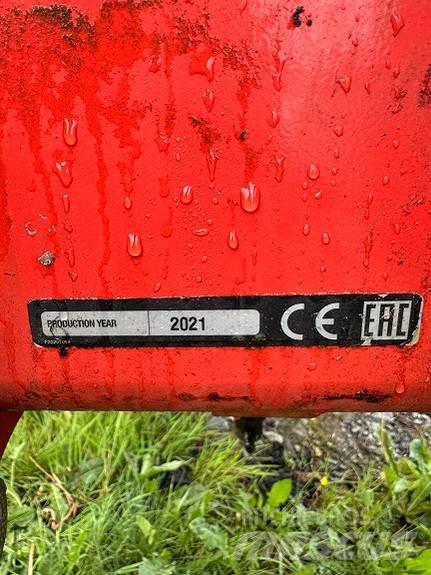 PRODUCTION YEAR 2021 CE EAC